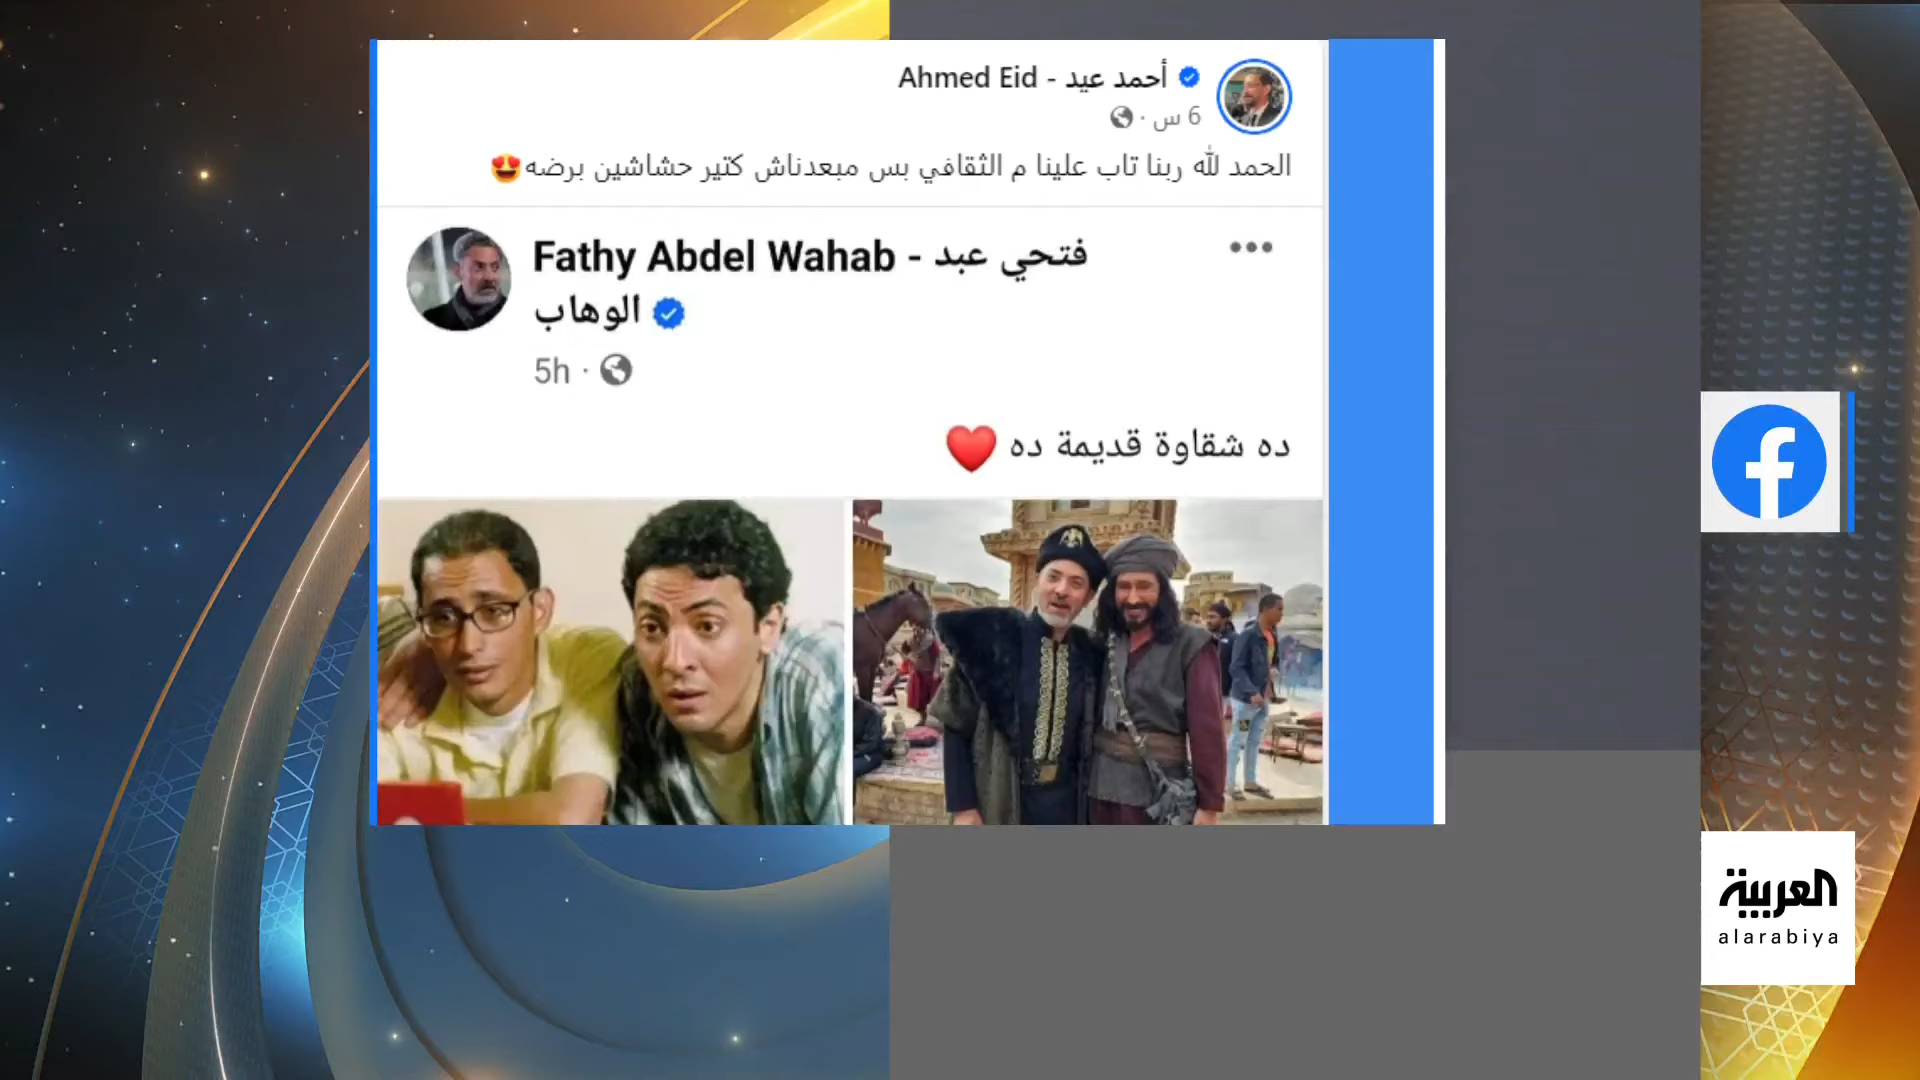 أحمد عيد - Ahmed Eid
6 س ·
الحمد لله ربنا تاب علينا م الثقافي بس مبعدناش كتير حشاشين برضه😍
Fathy Abdel Wahab - فتحي عبد
الوهاب
5h ·
ده شقاوة قديمة ده ❤️
العربية
alarabiya